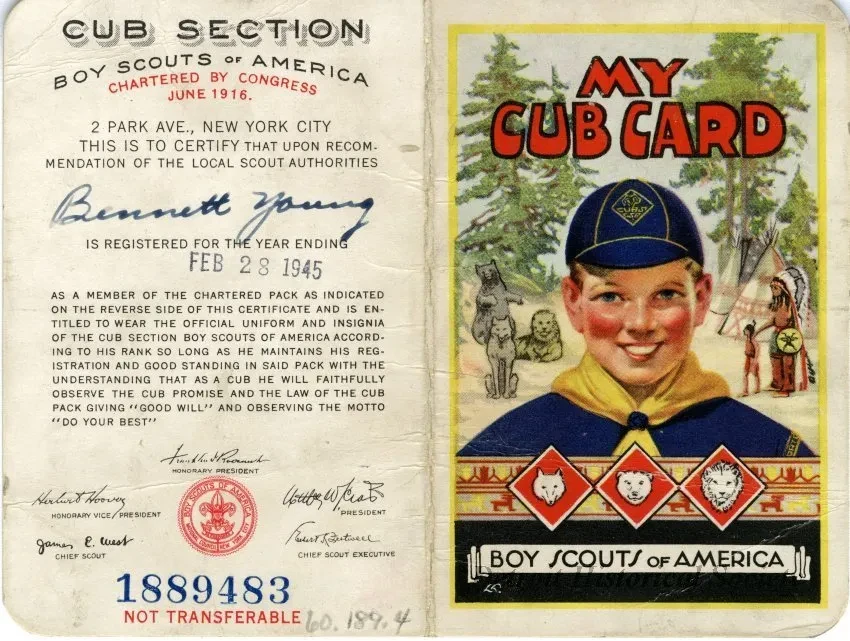 CUB SECTION
BOY SCOUTS OF AMERICA
CHARTERED BY CONGRESS
JUNE 1916.
2 PARK AVE., NEW YORK CITY
THIS IS TO CERTIFY THAT UPON RECOM-
MENDATION OF THE LOCAL SCOUT AUTHORITIES
Bennett Young
IS REGISTERED FOR THE YEAR ENDING
FEB 28 1945
AS A MEMBER OF THE CHARTERED PACK AS INDICATED
ON THE REVERSE SIDE OF THIS CERTIFICATE AND IS EN-
TITLED TO WEAR THE OFFICIAL UNIFORM AND INSIGNIA
OF THE CUB SECTION BOY SCOUTS OF AMERICA ACCORD-
ING TO HIS RANK SO LONG AS HE MAINTAINS HIS REG-
ISTRATION AND GOOD STANDING IN SAID PACK WITH THE
UNDERSTANDING THAT AS A CUB HE WILL FAITHFULLY
OBSERVE THE CUB PROMISE AND THE LAW OF THE CUB
PACK GIVING "GOOD WILL" AND OBSERVING THE MOTTO
"DO YOUR BEST"
Franklin D Roosevelt
HONORARY PRESIDENT
Herbert Hoover
HONORARY VICE/PRESIDENT
PRESIDENT
James E. West
CHIEF SCOUT
CHIEF SCOUT EXECUTIVE
BOY SCOUTS OF AMERICA
1889483
NOT TRANSFERABLE
60.189.4
MY
CUB CARD
CUBS
BSA
BOY SCOUTS OF AMERICA
Detroit Historical Society